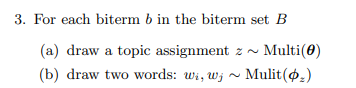 3. For each biterm b in the biterm set B
(a) draw a topic assignment z ∼ Multi(θ)
(b) draw two words: wᵢ, wⱼ ∼ Mulit(ϕ_z)